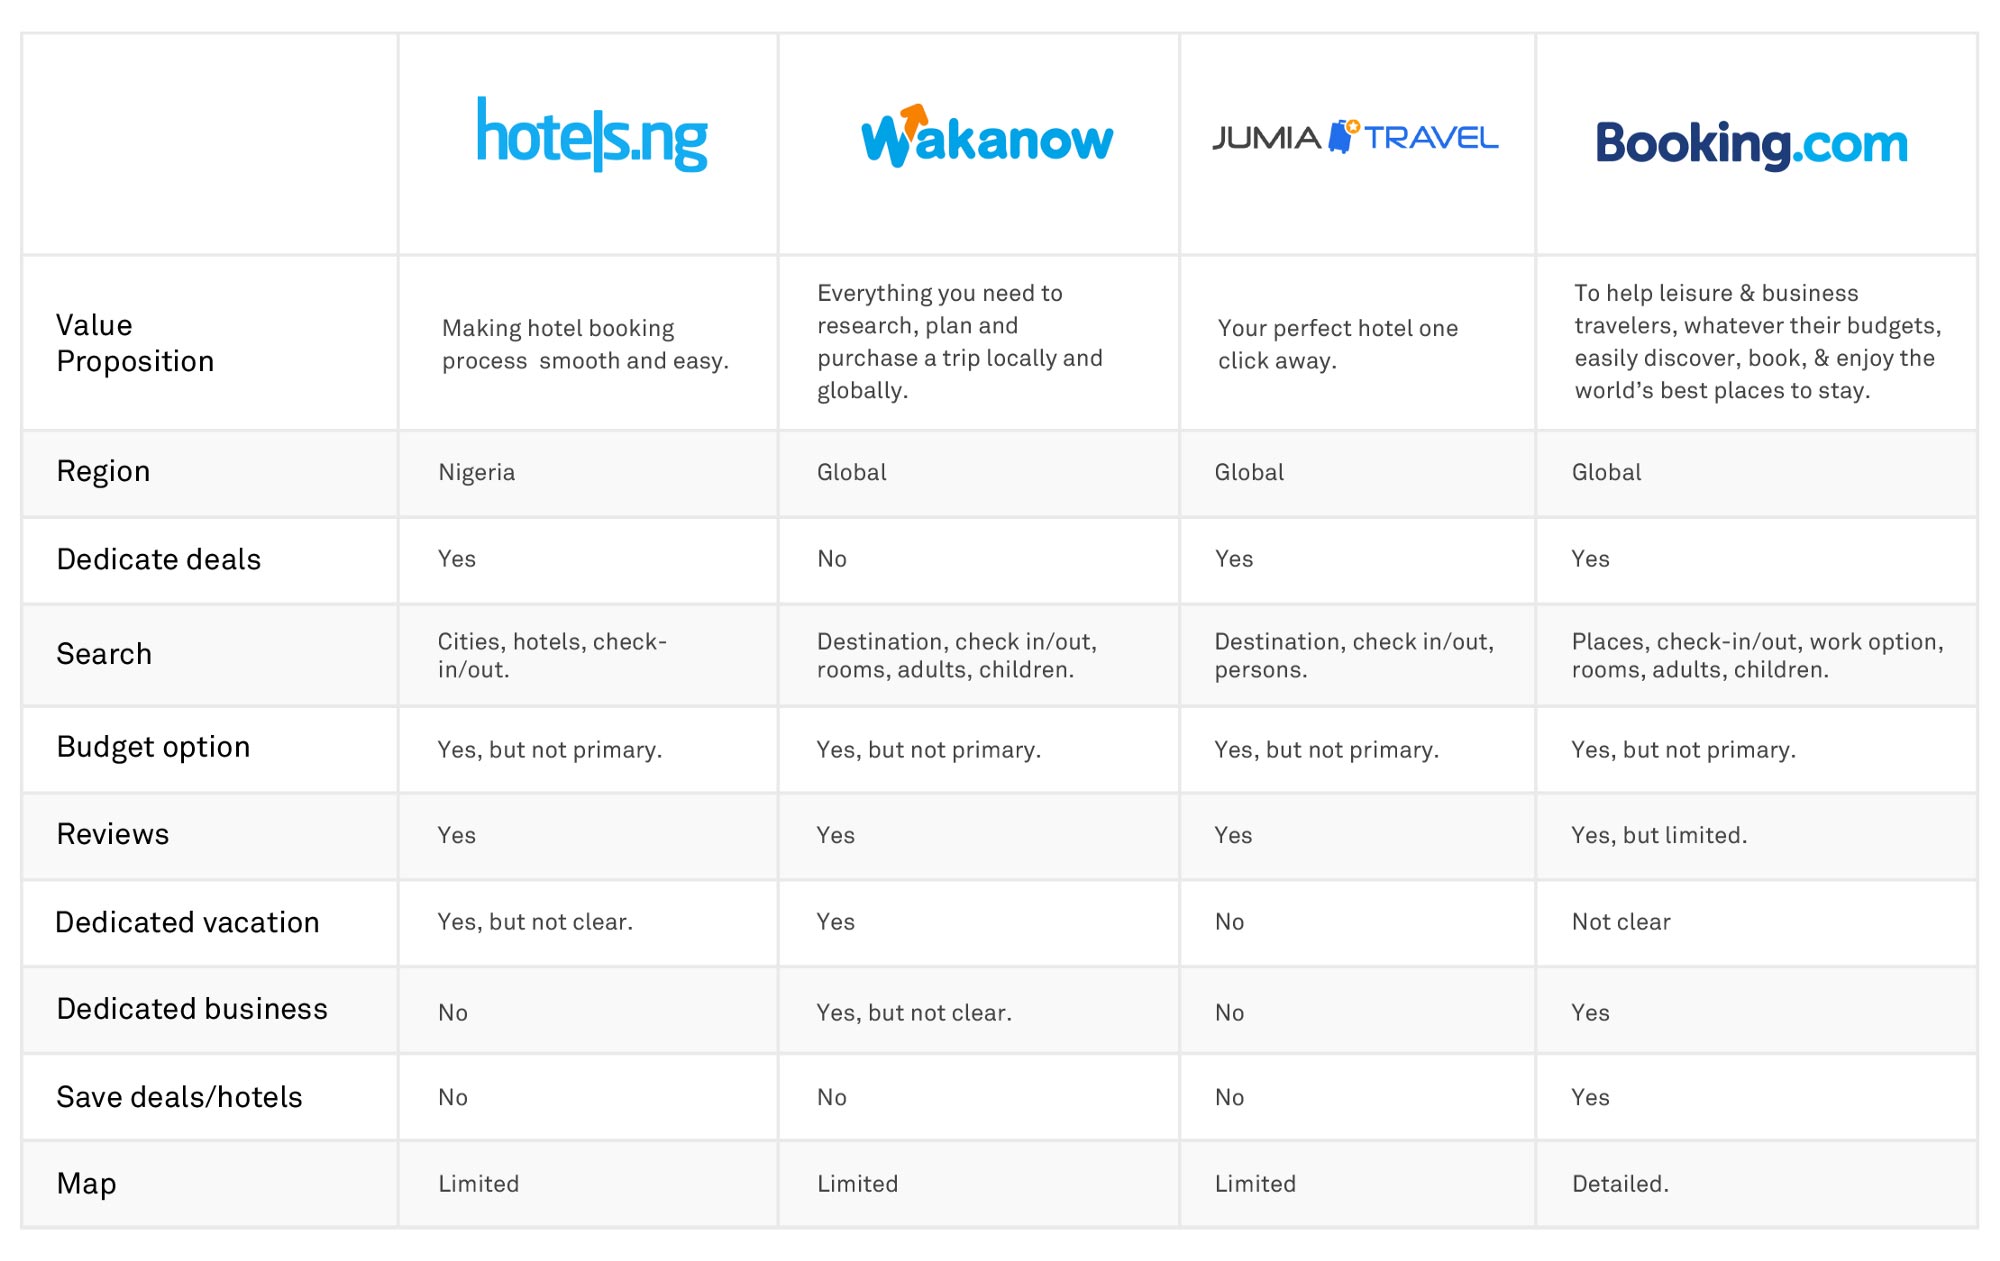 hotels.ng
Wakanow
JUMIA TRAVEL
Booking.com
Value
Proposition
Making hotel booking
process  smooth and easy.
Everything you need to
research, plan and
purchase a trip locally and
globally.
Your perfect hotel one
click away.
To help leisure & business
travelers, whatever their budgets,
easily discover, book, & enjoy the
world’s best places to stay.
Region
Nigeria
Global
Global
Global
Dedicate deals
Yes
No
Yes
Yes
Search
Cities, hotels, check-
in/out.
Destination, check in/out,
rooms, adults, children.
Destination, check in/out,
persons.
Places, check-in/out, work option,
rooms, adults, children.
Budget option
Yes, but not primary.
Yes, but not primary.
Yes, but not primary.
Yes, but not primary.
Reviews
Yes
Yes
Yes
Yes, but limited.
Dedicated vacation
Yes, but not clear.
Yes
No
Not clear
Dedicated business
No
Yes, but not clear.
No
Yes
Save deals/hotels
No
No
No
Yes
Map
Limited
Limited
Limited
Detailed.